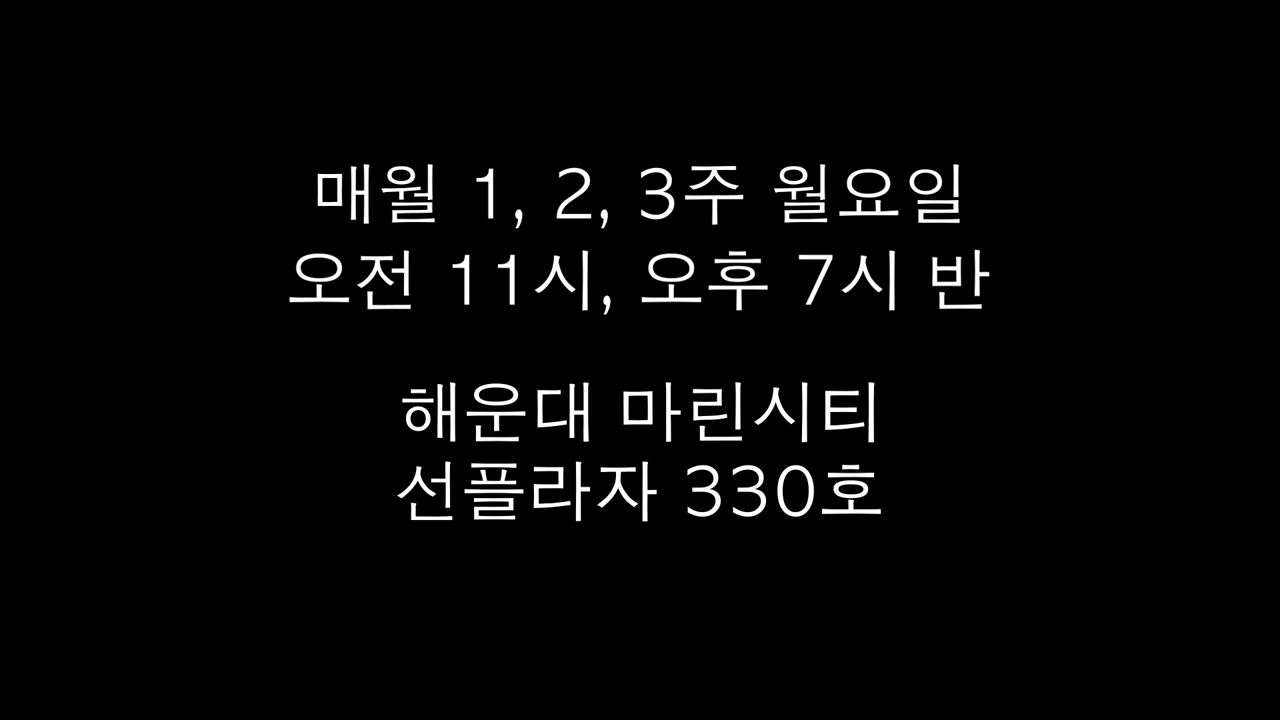 매월 1, 2, 3주 월요일
오전 11시, 오후 7시 반
해운대 마린시티
선플라자 330호